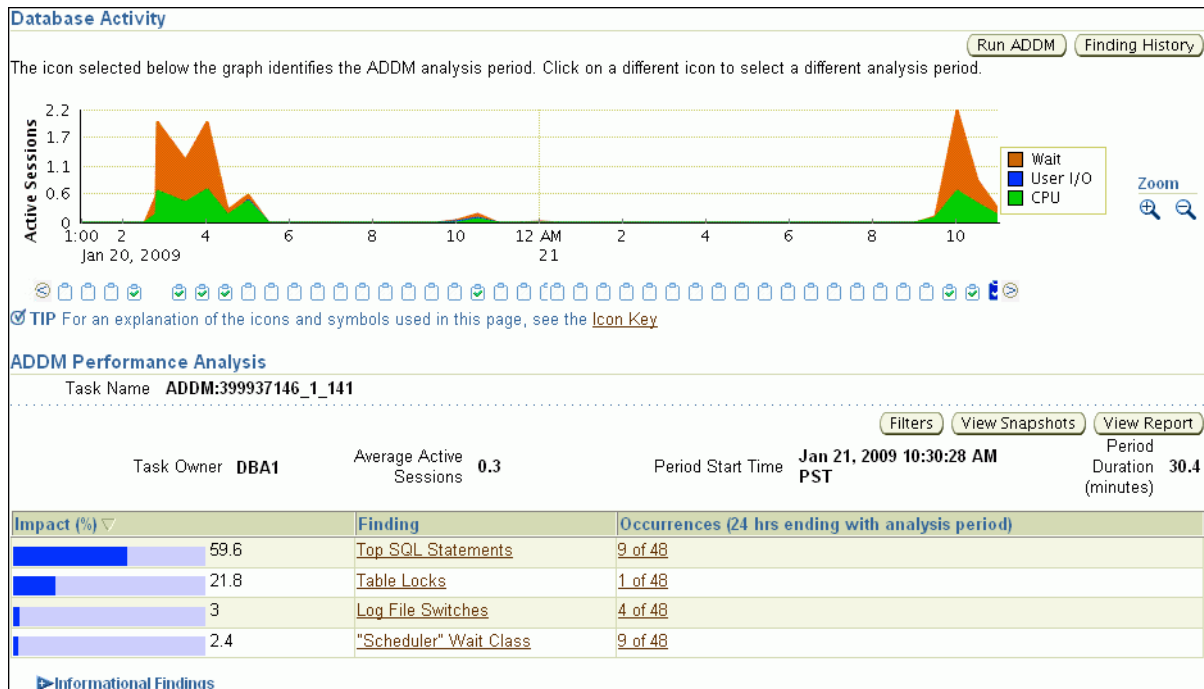 Database Activity
Run ADDM Finding History
The icon selected below the graph identifies the ADDM analysis period. Click on a different icon to select a different analysis period.
Active Sessions
2.2
1.7
1.1
0.6
0
1:00 2 4 6 8 10 12 AM 2 4 6 8 10
Jan 20, 2009 21
Wait
User I/O
CPU
Zoom
TIP For an explanation of the icons and symbols used in this page, see the Icon Key
ADDM Performance Analysis
Task Name ADDM:399937146_1_141
Filters View Snapshots View Report
Task Owner DBA1
Average Active Sessions 0.3
Period Start Time Jan 21, 2009 10:30:28 AM PST
Period Duration (minutes) 30.4
Impact (%) Finding Occurrences (24 hrs ending with analysis period)
59.6 Top SQL Statements 9 of 48
21.8 Table Locks 1 of 48
3 Log File Switches 4 of 48
2.4 "Scheduler" Wait Class 9 of 48
Informational Findings